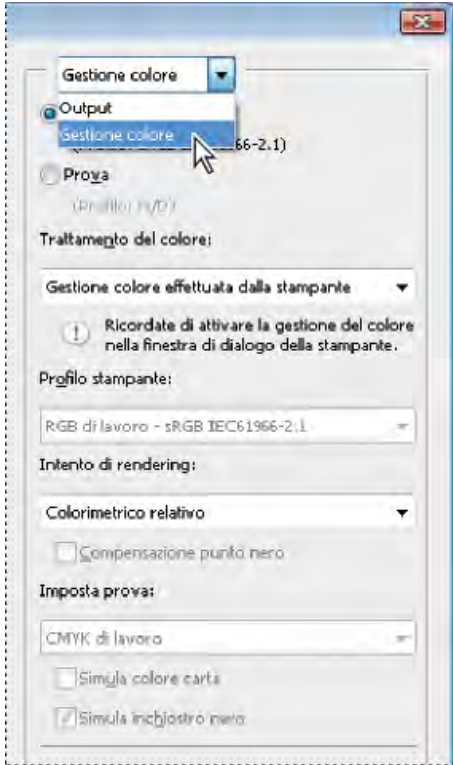 Gestione colore
Output
Gestione colore
66-2.1)
Prova
(Profilo: N/D)
Trattamento del colore:
Gestione colore effettuata dalla stampante
Ricordate di attivare la gestione del colore
nella finestra di dialogo della stampante.
Profilo stampante:
RGB di lavoro - sRGB IEC61966-2.1
Intento di rendering:
Colorimetrico relativo
Compensazione punto nero
Imposta prova:
CMYK di lavoro
Simula colore carta
Simula inchiostro nero